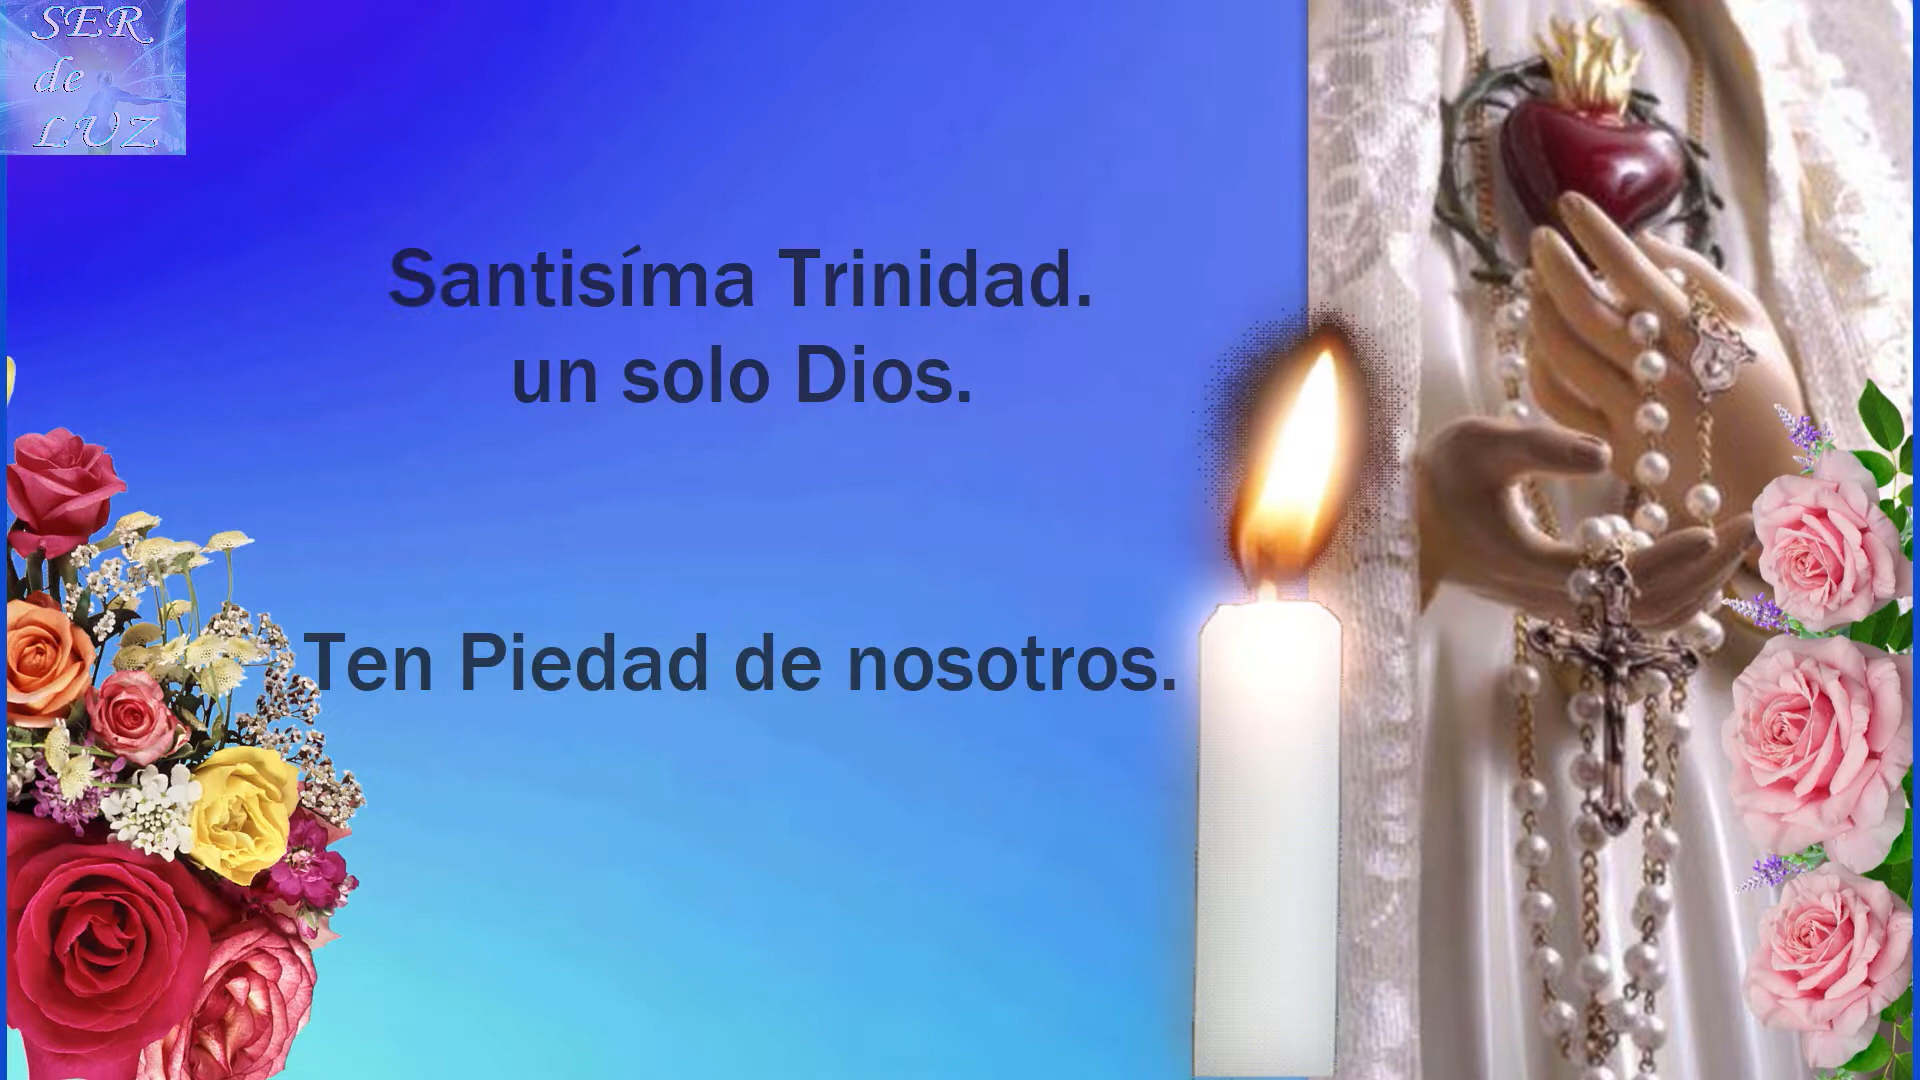 SER
de
LUZ
Santisíma Trinidad.
un solo Dios.
Ten Piedad de nosotros.